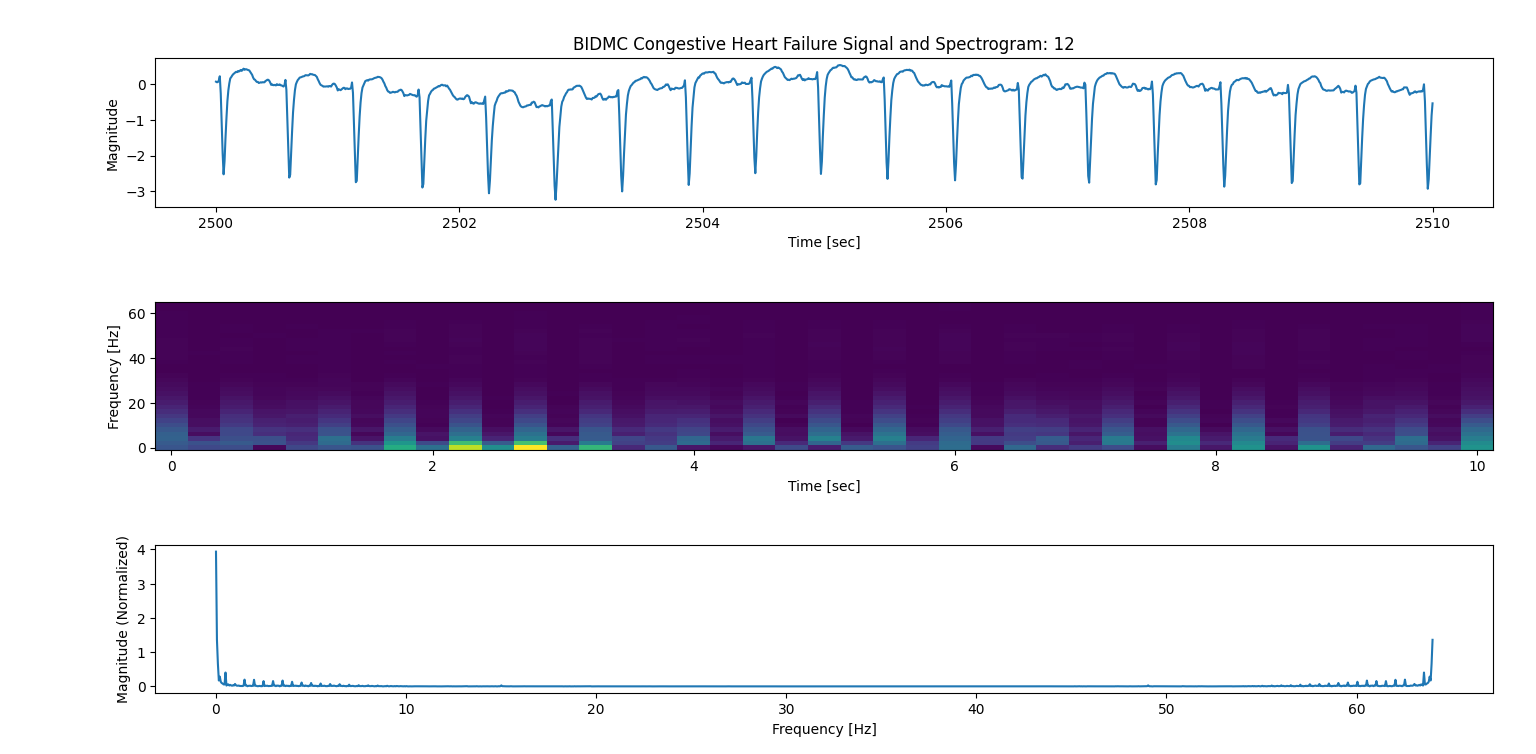 BIDMC Congestive Heart Failure Signal and Spectrogram: 12
Magnitude
0
−1
−2
−3
2500 2502 2504 2506 2508 2510
Time [sec]
Frequency [Hz]
60
40
20
0
0 2 4 6 8 10
Time [sec]
Magnitude (Normalized)
4
3
2
1
0
0 10 20 30 40 50 60
Frequency [Hz]